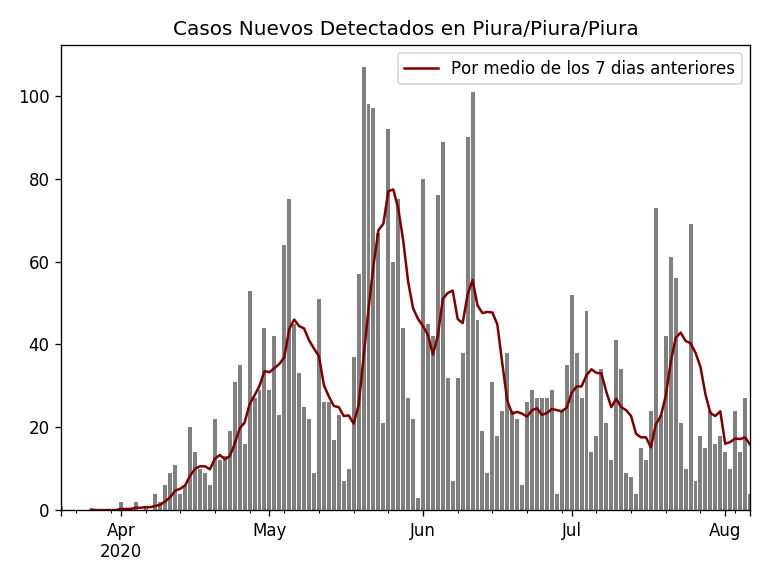 Casos Nuevos Detectados en Piura/Piura/Piura
Por medio de los 7 dias anteriores
100
80
60
40
20
0
Apr May Jun Jul Aug
2020